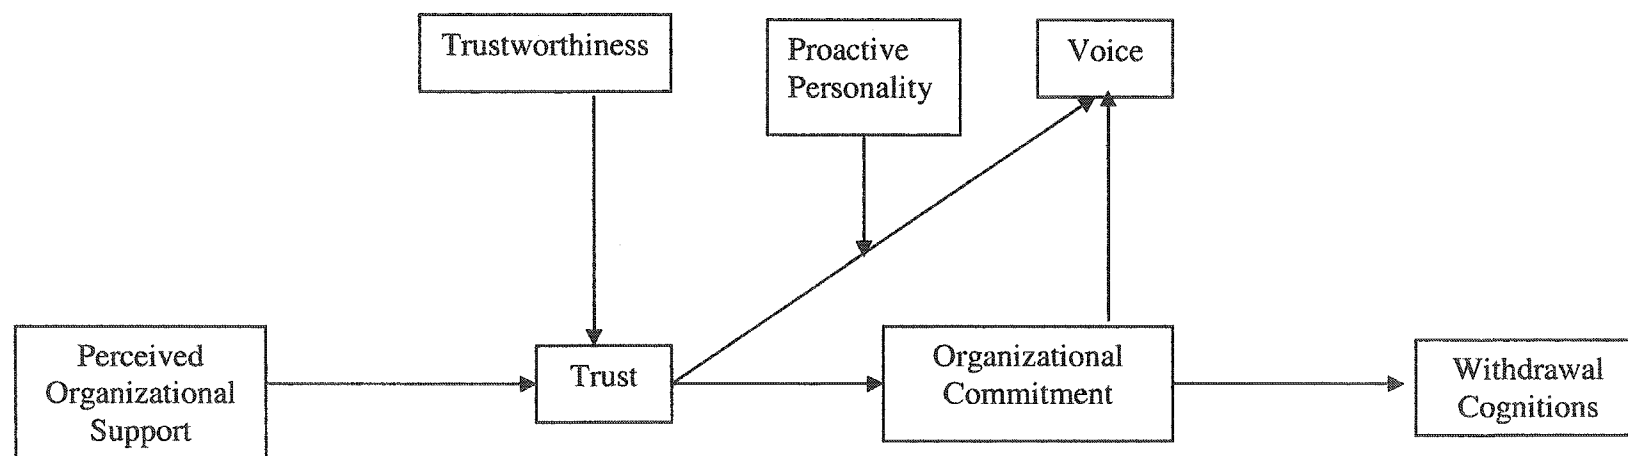 Trustworthiness
Proactive
Personality
Voice
Perceived
Organizational
Support
Trust
Organizational
Commitment
Withdrawal
Cognitions